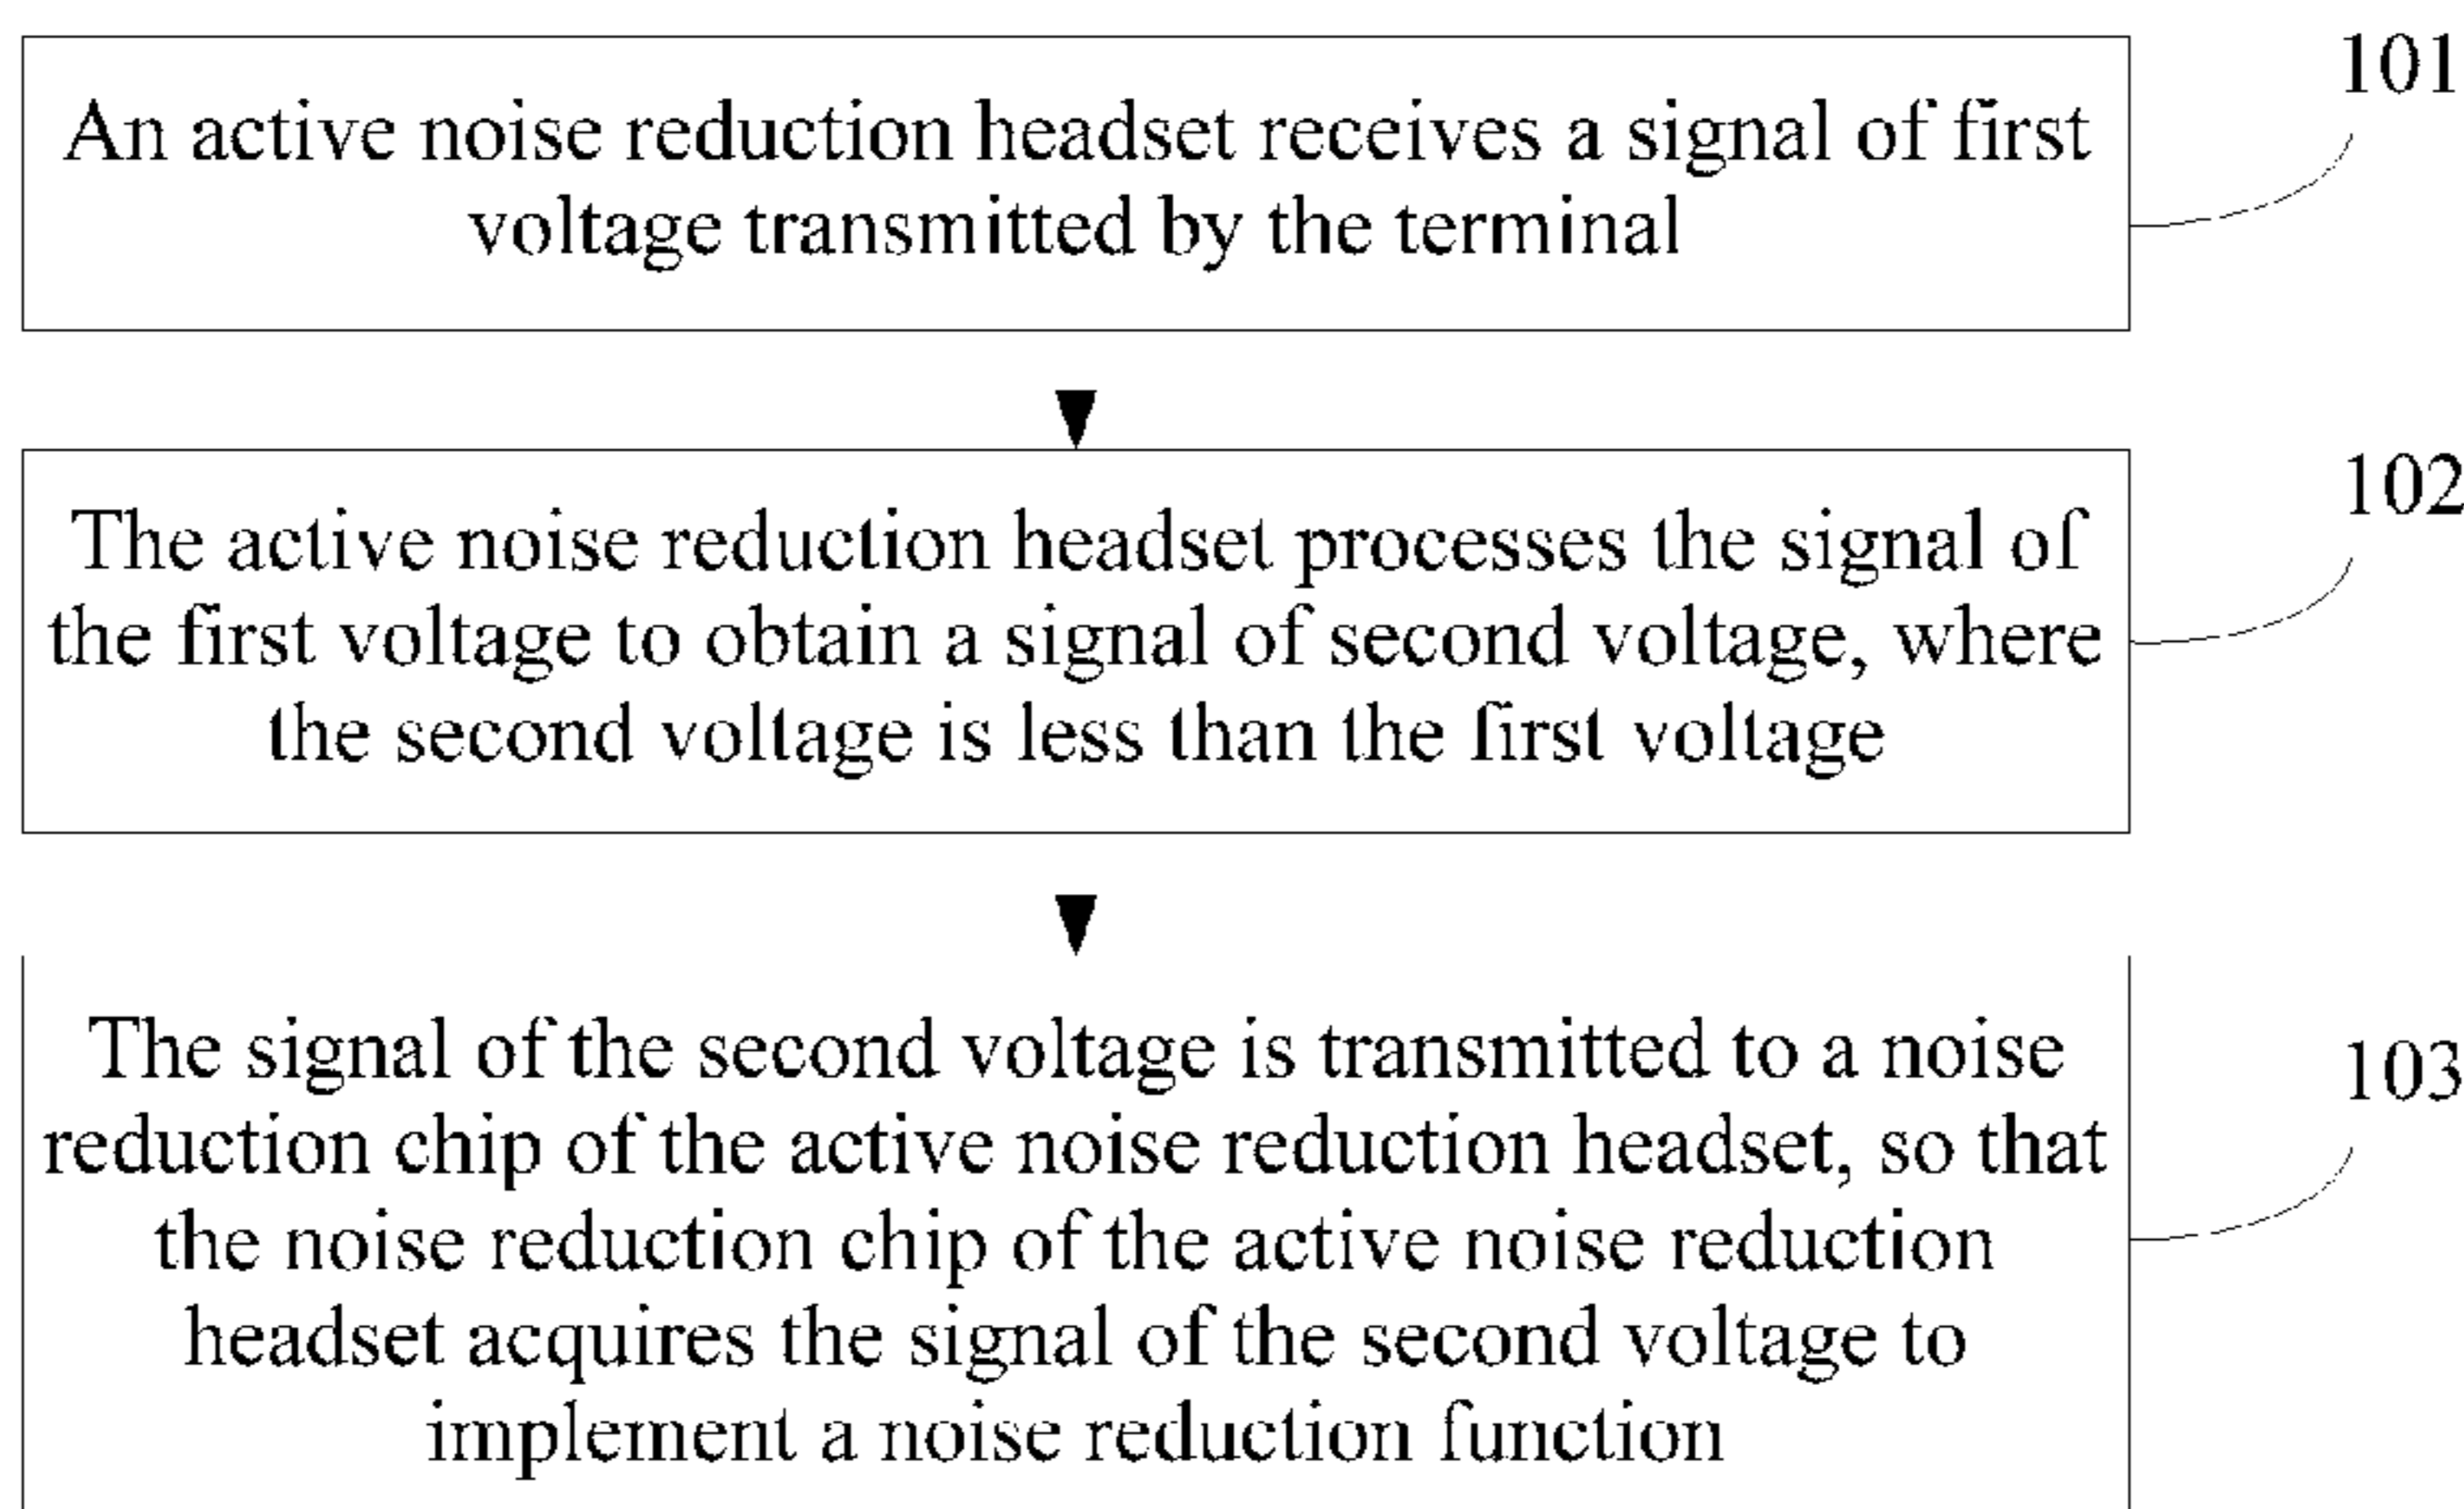 101
An active noise reduction headset receives a signal of first
voltage transmitted by the terminal
102
The active noise reduction headset processes the signal of
the first voltage to obtain a signal of second voltage, where
the second voltage is less than the first voltage
103
The signal of the second voltage is transmitted to a noise
reduction chip of the active noise reduction headset, so that
the noise reduction chip of the active noise reduction
headset acquires the signal of the second voltage to
implement a noise reduction function